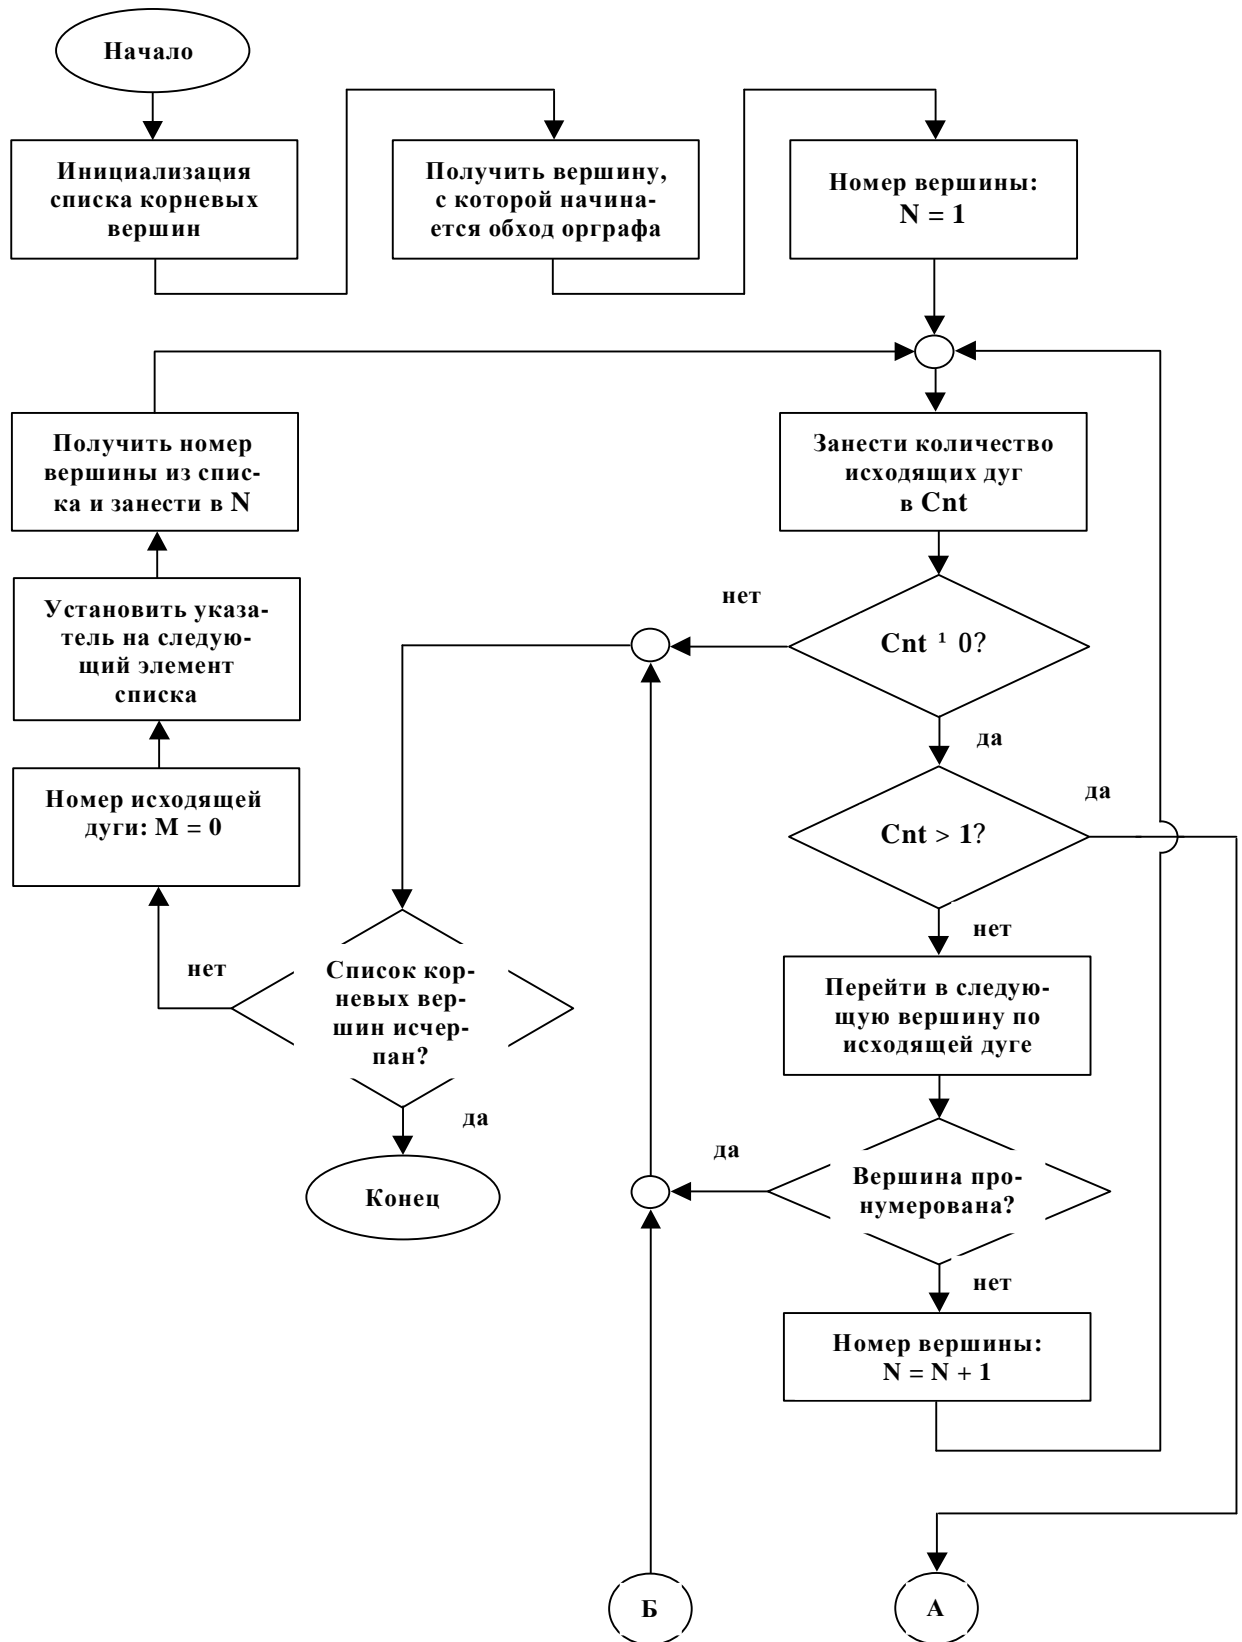 Начало
Инициализация
списка корневых
вершин
Получить вершину,
с которой начина-
ется обход орграфа
Номер вершины:
N = 1
Получить номер
вершины из спис-
ка и занести в N
Занести количество
исходящих дуг
в Cnt
Установить указа-
тель на следую-
щий элемент
списка
нет
Cnt ¹ 0?
да
Номер исходящей
дуги: M = 0
Cnt > 1?
да
нет
нет
Список кор-
невых вер-
шин исчер-
пан?
да
Перейти в следую-
щую вершину по
исходящей дуге
Конец
да
Вершина про-
нумерована?
нет
Номер вершины:
N = N + 1
Б
А